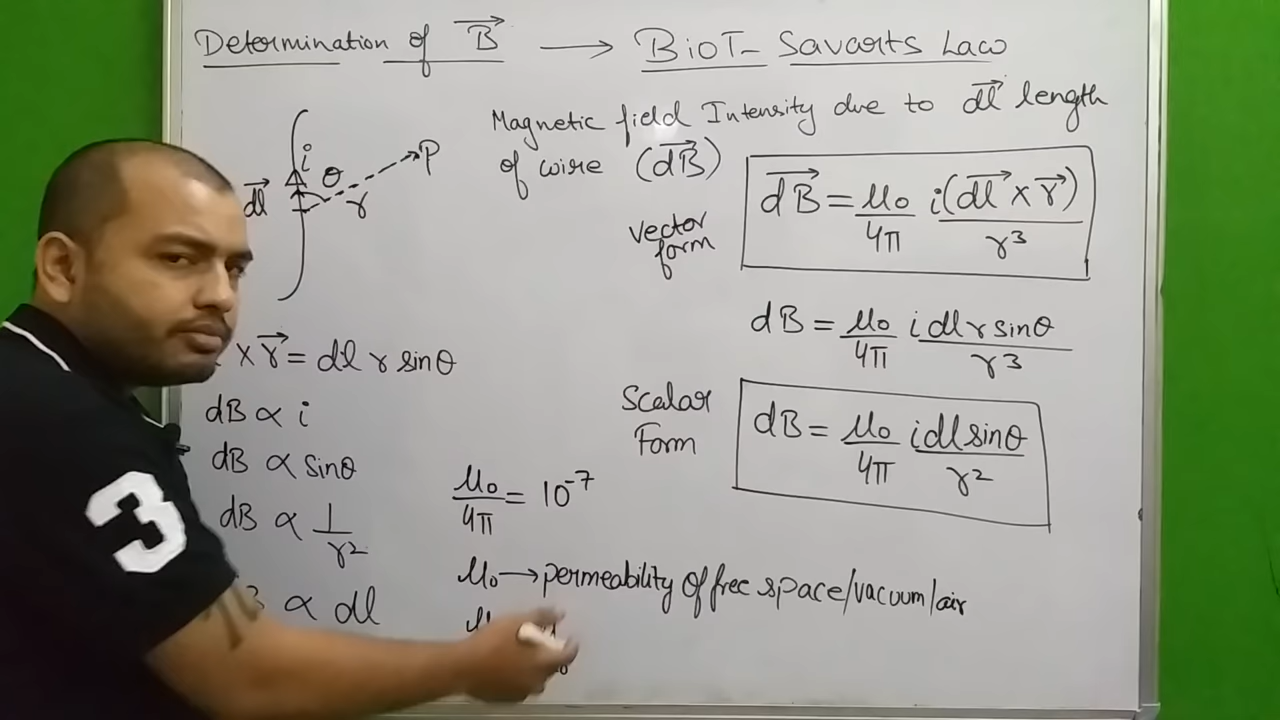 Determination of B → BioT- Savarts Law
Magnetic field Intensity due to dl length
of wire (dB)
i
θ
P
dl
r
vector
form
dB = μ₀/4π i(dl × r)/r³
dB = μ₀/4π i dl r sinθ/r³
Scalar
Form
dB = μ₀/4π i dl sinθ/r²
× r = dl r sinθ
dB ∝ i
dB ∝ sinθ
dB ∝ 1/r²
∝ dl
μ₀/4π = 10⁻⁷
μ₀ → permeability of free space/vacuum/air
3